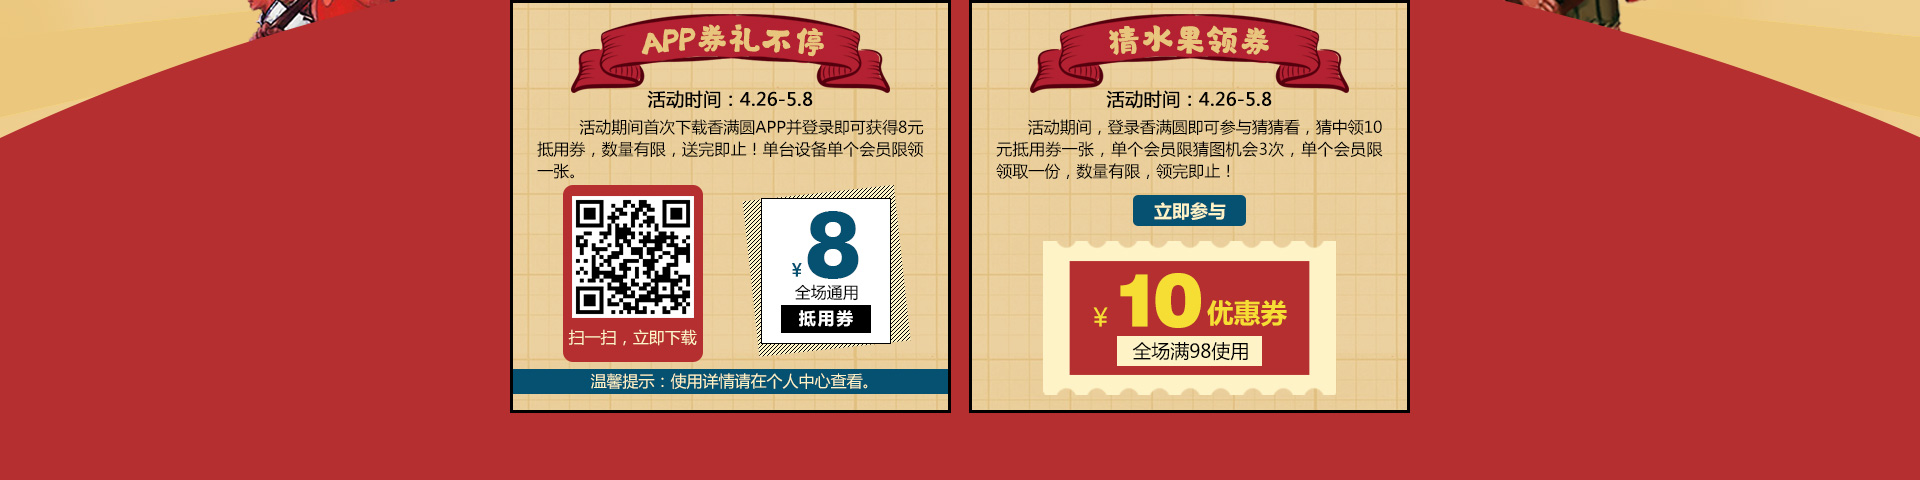 APP券礼不停
活动时间：4.26-5.8
活动期间首次下载香满圆APP并登录即可获得8元
抵用券，数量有限，送完即止！单台设备单个会员限领
一张。
¥8
全场通用
抵用券
扫一扫，立即下载
温馨提示：使用详情请在个人中心查看。
猜水果领券
活动时间：4.26-5.8
活动期间，登录香满圆即可参与猜猜看，猜中领10
元抵用券一张，单个会员限猜图机会3次，单个会员限
领取一份，数量有限，领完即止！
立即参与
¥10优惠券
全场满98使用